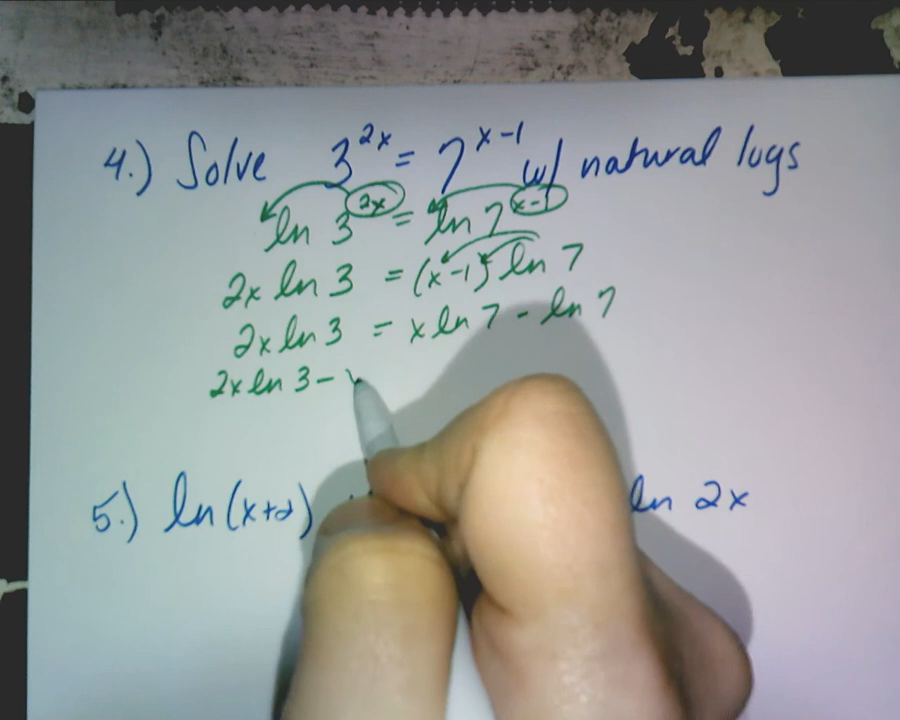 4.) Solve 3^2x = 7^x-1 w/ natural logs
ln 3^2x = ln 7^x-1
2x ln 3 = (x-1) ln 7
2x ln 3 = x ln 7 - ln 7
2x ln 3 -
5.) ln(x+2) ln 2x